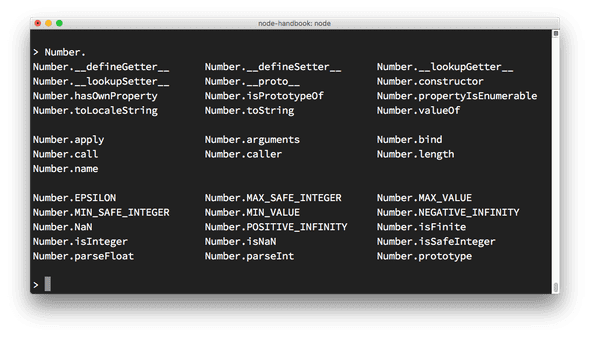 node-handbook: node
> Number.
Number.__defineGetter__ Number.__defineSetter__ Number.__lookupGetter__
Number.__lookupSetter__ Number.__proto__ Number.constructor
Number.hasOwnProperty Number.isPrototypeOf Number.propertyIsEnumerable
Number.toLocaleString Number.toString Number.valueOf
Number.apply Number.arguments Number.bind
Number.call Number.caller Number.length
Number.name
Number.EPSILON Number.MAX_SAFE_INTEGER Number.MAX_VALUE
Number.MIN_SAFE_INTEGER Number.MIN_VALUE Number.NEGATIVE_INFINITY
Number.NaN Number.POSITIVE_INFINITY Number.isFinite
Number.isInteger Number.isNaN Number.isSafeInteger
Number.parseFloat Number.parseInt Number.prototype
>